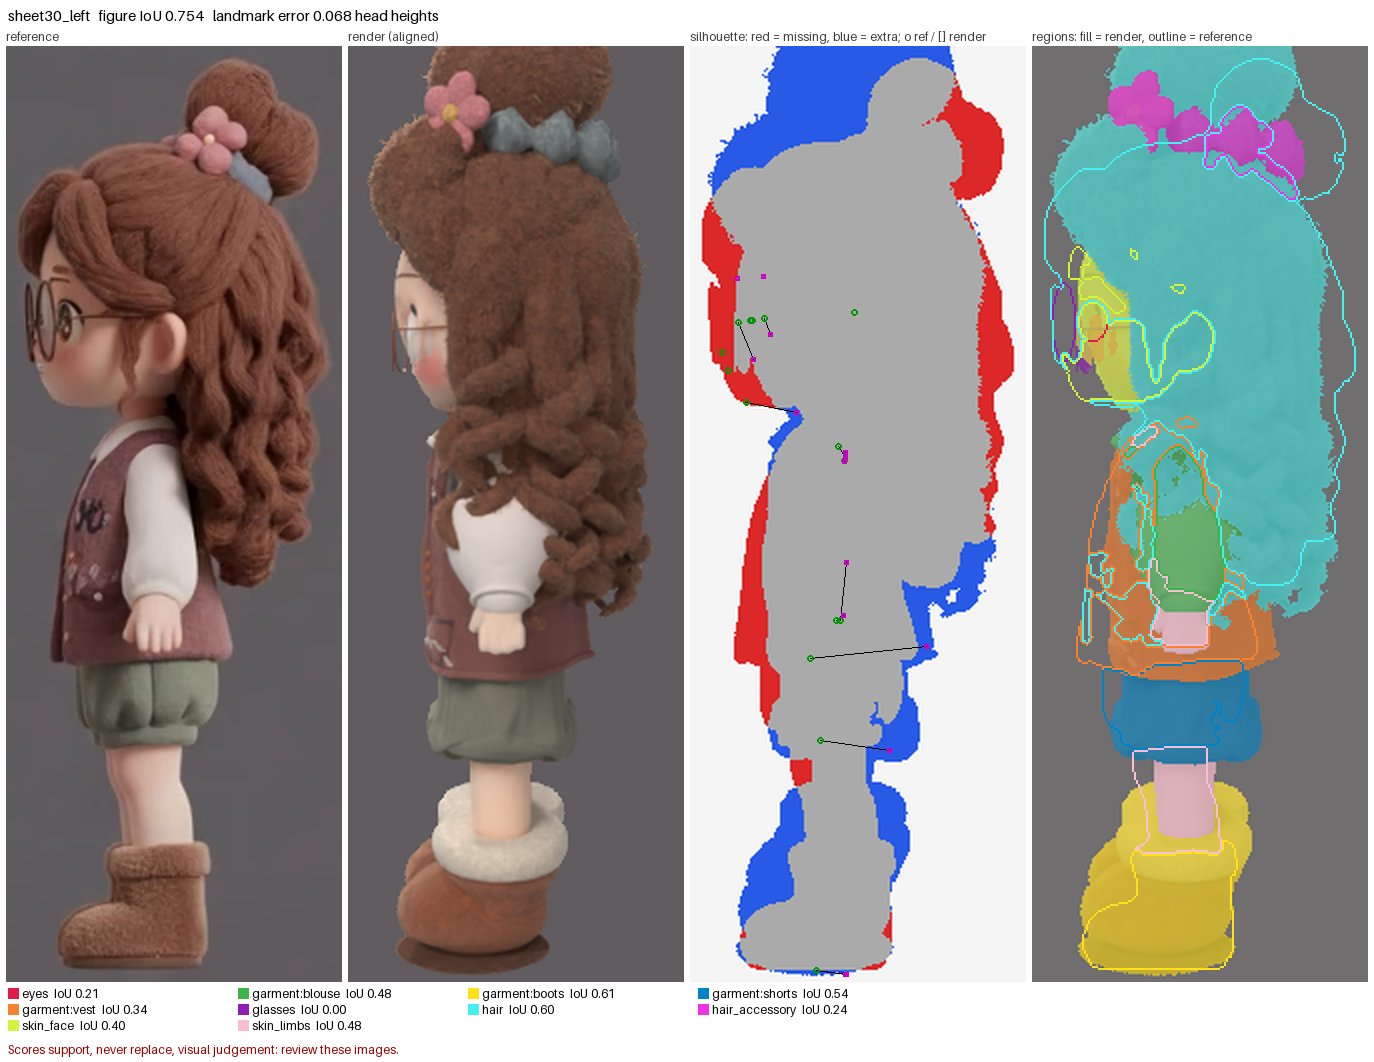 sheet30_left figure IoU 0.754 landmark error 0.068 head heights
reference
render (aligned)
silhouette: red = missing, blue = extra; o ref / [] render
regions: fill = render, outline = reference
eyes IoU 0.21
garment:blouse IoU 0.48
garment:boots IoU 0.61
garment:shorts IoU 0.54
garment:vest IoU 0.34
glasses IoU 0.00
hair IoU 0.60
hair_accessory IoU 0.24
skin_face IoU 0.40
skin_limbs IoU 0.48
Scores support, never replace, visual judgement: review these images.